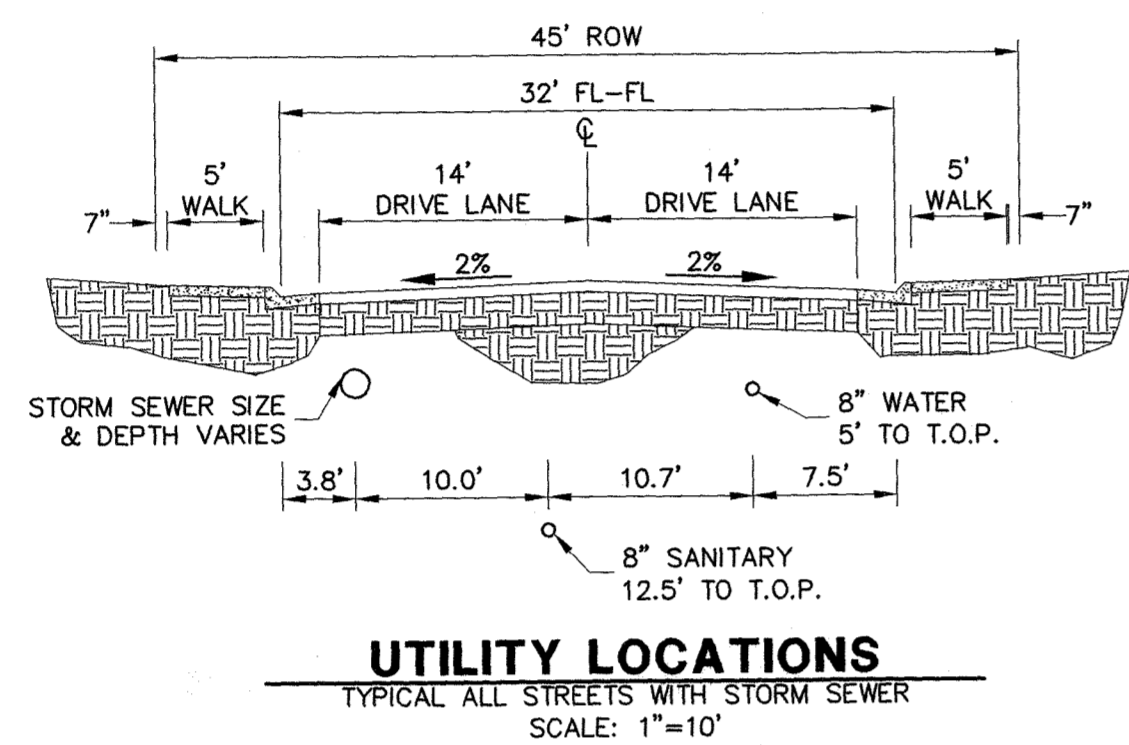 45' ROW
32' FL-FL
℄
5'
WALK
14'
DRIVE LANE
14'
DRIVE LANE
5'
WALK
7"
7"
2%
2%
STORM SEWER SIZE
& DEPTH VARIES
8" WATER
5' TO T.O.P.
3.8'
10.0'
10.7'
7.5'
8" SANITARY
12.5' TO T.O.P.
UTILITY LOCATIONS
TYPICAL ALL STREETS WITH STORM SEWER
SCALE: 1"=10'